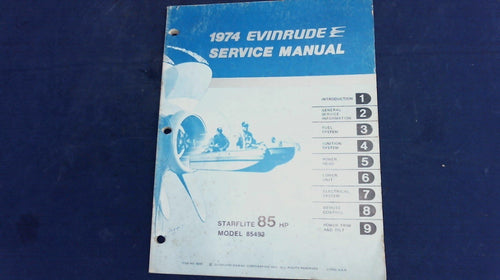 1974 EVINRUDE E
SERVICE MANUAL
INTRODUCTION 1
GENERAL
SERVICE
INFORMATION 2
FUEL
SYSTEM 3
IGNITION
SYSTEM 4
POWER
HEAD 5
LOWER
UNIT 6
ELECTRICAL
SYSTEM 7
REMOTE
CONTROL 8
POWER TRIM
AND TILT 9
STARFLITE 85 HP
MODEL 85493